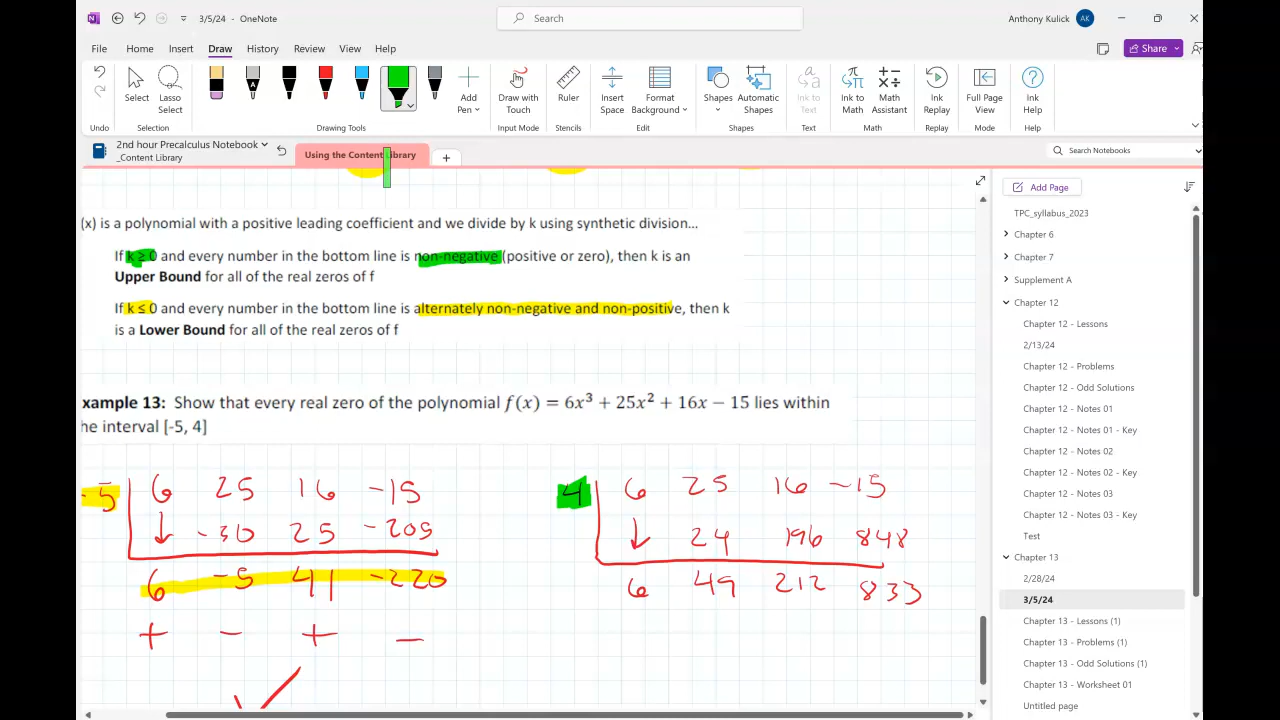 3/5/24 - OneNote
Search
Anthony Kulick
AK
File Home Insert Draw History Review View Help
Share
Undo
Select
Lasso Select
Selection
Drawing Tools
Add Pen
Draw with Touch
Input Mode
Ruler
Stencils
Insert Space
Format Background
Edit
Shapes
Automatic Shapes
Shapes
Ink to Text
Text
Ink to Math
Math Assistant
Math
Ink Replay
Replay
Full Page View
Mode
Ink Help
Help
2nd hour Precalculus Notebook
_Content Library
Using the Content Library
+
Search Notebooks
(x) is a polynomial with a positive leading coefficient and we divide by k using synthetic division...
If k ≥ 0 and every number in the bottom line is non-negative (positive or zero), then k is an
Upper Bound for all of the real zeros of f
If k ≤ 0 and every number in the bottom line is alternately non-negative and non-positive, then k
is a Lower Bound for all of the real zeros of f
xample 13: Show that every real zero of the polynomial f(x) = 6x³ + 25x² + 16x − 15 lies within
he interval [-5, 4]
-5 6 25 16 -15
↓ -30 25 -205
6 -5 41 -220
+ - + -
4 6 25 16 -15
↓ 24 196 848
6 49 212 833
Add Page
TPC_syllabus_2023
Chapter 6
Chapter 7
Supplement A
Chapter 12
Chapter 12 - Lessons
2/13/24
Chapter 12 - Problems
Chapter 12 - Odd Solutions
Chapter 12 - Notes 01
Chapter 12 - Notes 01 - Key
Chapter 12 - Notes 02
Chapter 12 - Notes 02 - Key
Chapter 12 - Notes 03
Chapter 12 - Notes 03 - Key
Test
Chapter 13
2/28/24
3/5/24
Chapter 13 - Lessons (1)
Chapter 13 - Problems (1)
Chapter 13 - Odd Solutions (1)
Chapter 13 - Worksheet 01
Untitled page